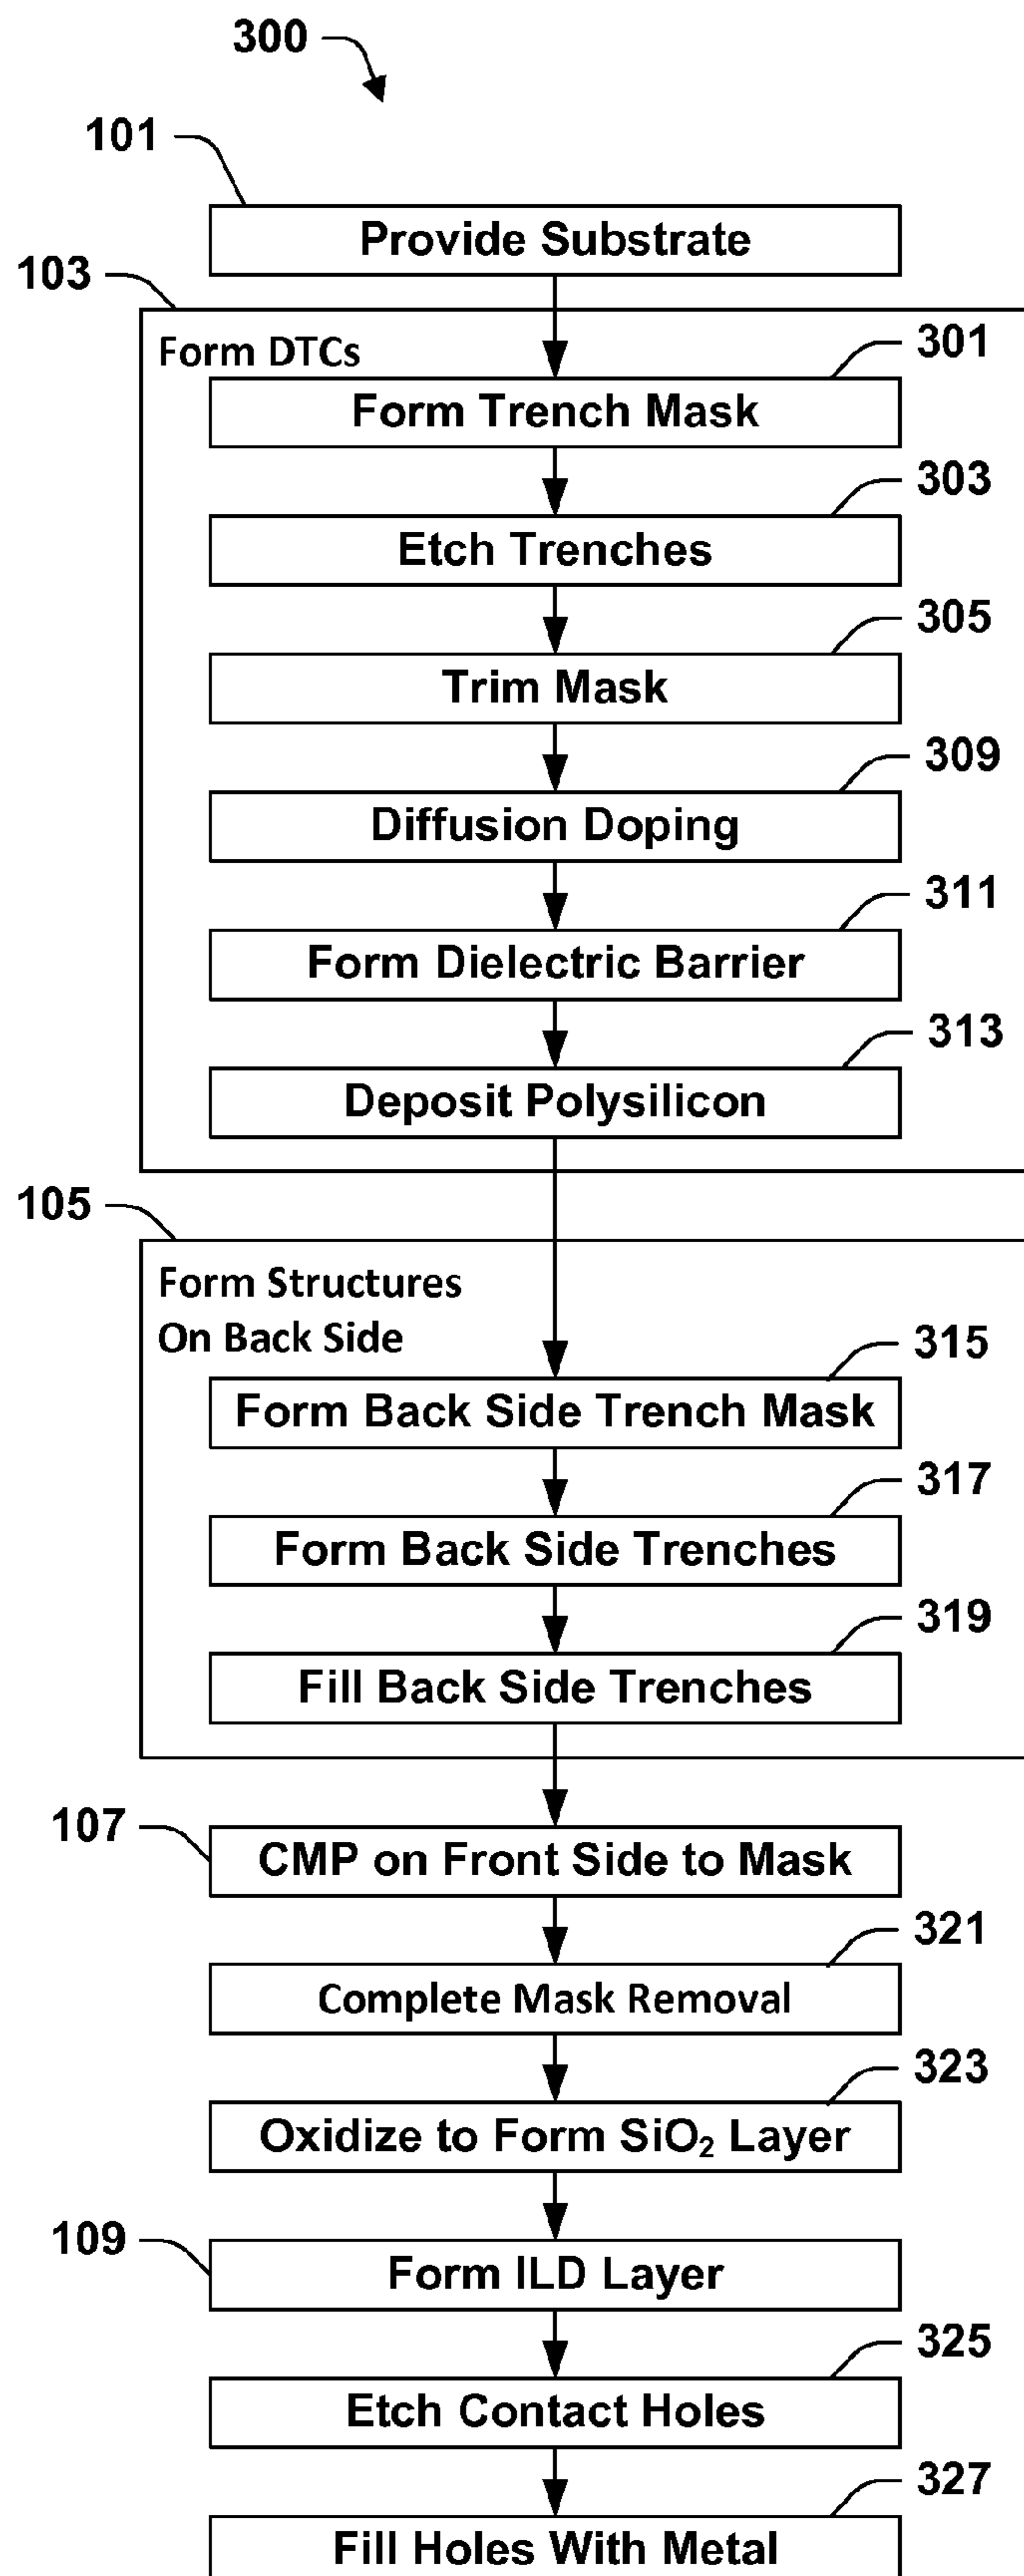 300
101
Provide Substrate
103
Form DTCs
301
Form Trench Mask
303
Etch Trenches
305
Trim Mask
309
Diffusion Doping
311
Form Dielectric Barrier
313
Deposit Polysilicon
105
Form Structures
On Back Side
315
Form Back Side Trench Mask
317
Form Back Side Trenches
319
Fill Back Side Trenches
107
CMP on Front Side to Mask
321
Complete Mask Removal
323
Oxidize to Form SiO₂ Layer
109
Form ILD Layer
325
Etch Contact Holes
327
Fill Holes With Metal